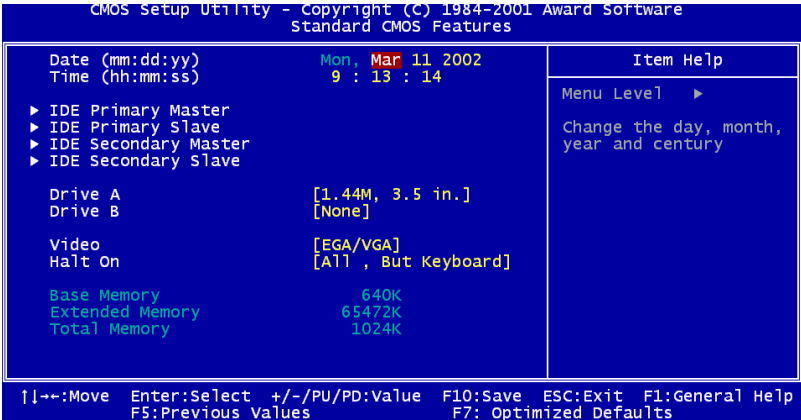 CMOS Setup Utility – Copyright (C) 1984-2001 Award Software
Standard CMOS Features
Date (mm:dd:yy) Mon, Mar 11 2002
Time (hh:mm:ss) 9 : 13 : 14
▶ IDE Primary Master
▶ IDE Primary Slave
▶ IDE Secondary Master
▶ IDE Secondary Slave
Drive A [1.44M, 3.5 in.]
Drive B [None]
Video [EGA/VGA]
Halt On [All , But Keyboard]
Base Memory 640K
Extended Memory 65472K
Total Memory 1024K
Item Help
Menu Level ▶
Change the day, month,
year and century
↑↓→←:Move Enter:Select +/-/PU/PD:Value F10:Save ESC:Exit F1:General Help
F5:Previous Values F7: Optimized Defaults